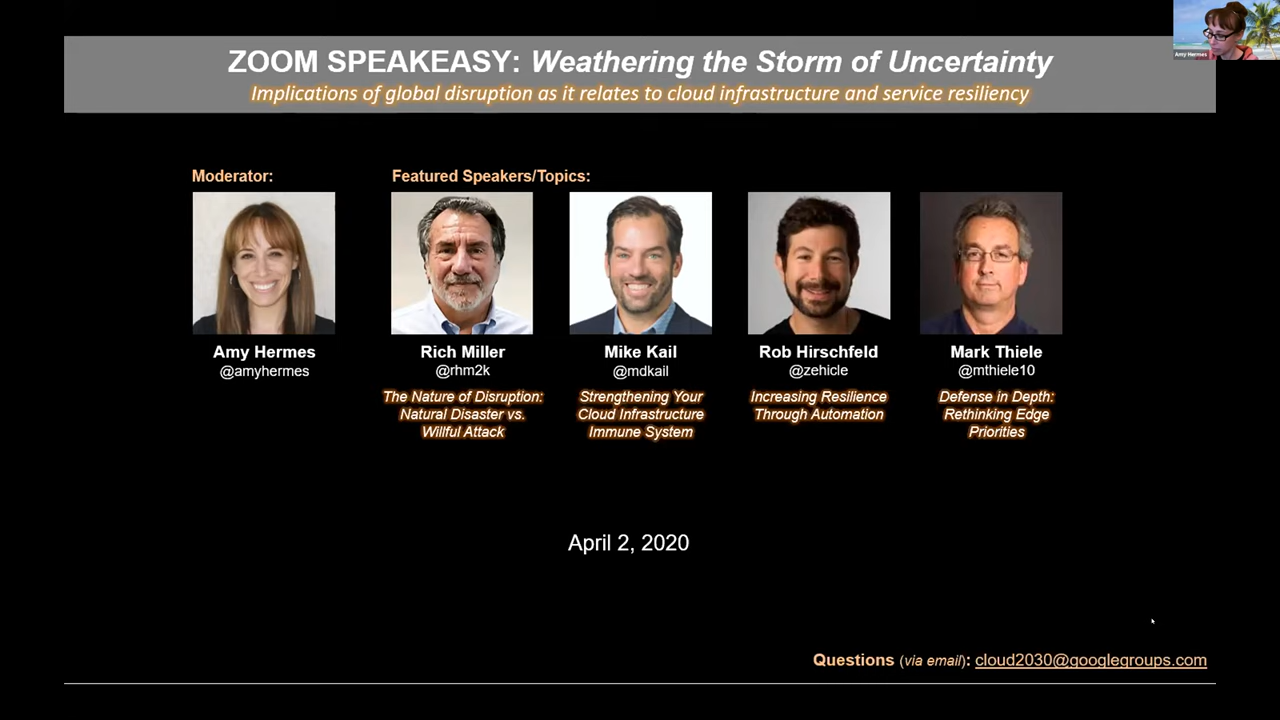 ZOOM SPEAKEASY: Weathering the Storm of Uncertainty
Implications of global disruption as it relates to cloud infrastructure and service resiliency
Amy Hermes
Moderator:
Featured Speakers/Topics:
Amy Hermes
@amyhermes
Rich Miller
@rhm2k
The Nature of Disruption:
Natural Disaster vs.
Willful Attack
Mike Kail
@mdkail
Strengthening Your
Cloud Infrastructure
Immune System
Rob Hirschfeld
@zehicle
Increasing Resilience
Through Automation
Mark Thiele
@mthiele10
Defense in Depth:
Rethinking Edge
Priorities
April 2, 2020
Questions (via email): cloud2030@googlegroups.com